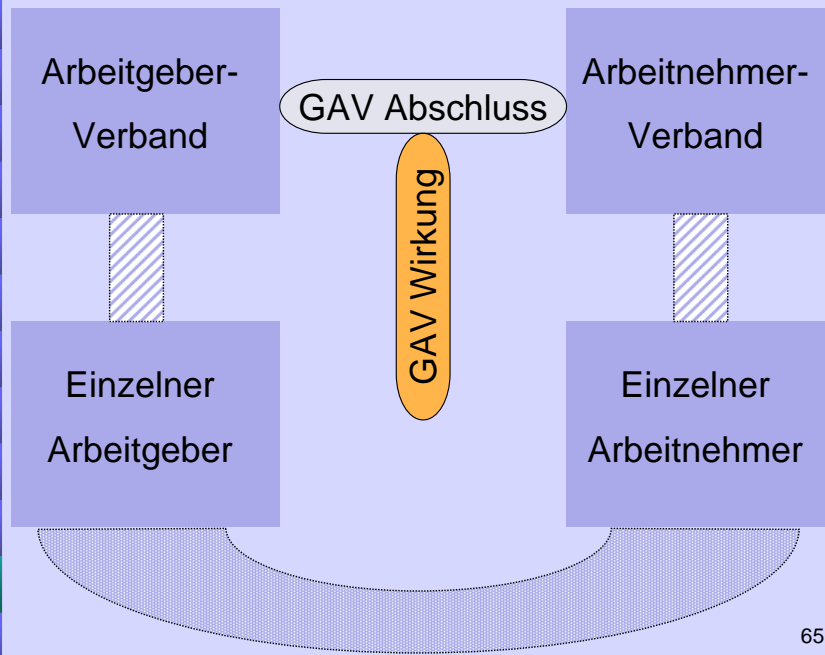 Arbeitgeber-
Verband
GAV Abschluss
Arbeitnehmer-
Verband
GAV Wirkung
Einzelner
Arbeitgeber
Einzelner
Arbeitnehmer
65